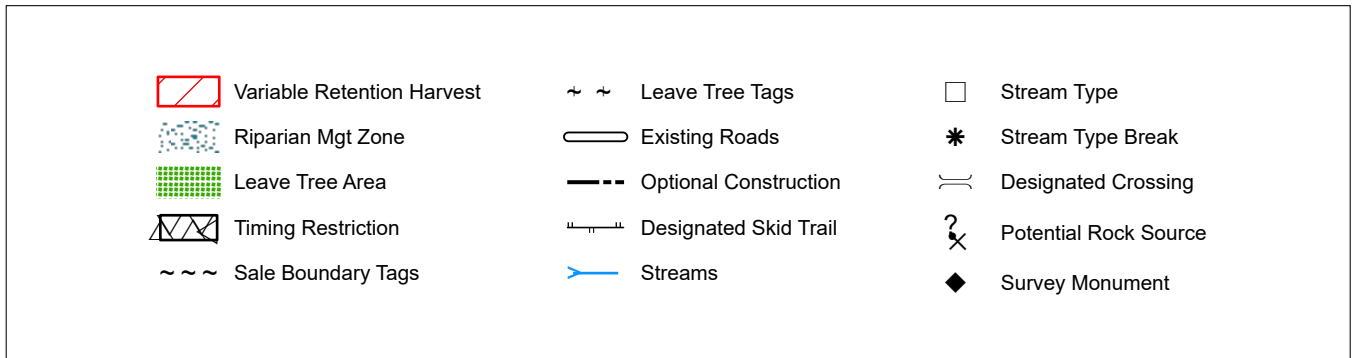 Variable Retention Harvest
Riparian Mgt Zone
Leave Tree Area
Timing Restriction
Sale Boundary Tags
Leave Tree Tags
Existing Roads
Optional Construction
Designated Skid Trail
Streams
Stream Type
Stream Type Break
Designated Crossing
?
Potential Rock Source
Survey Monument